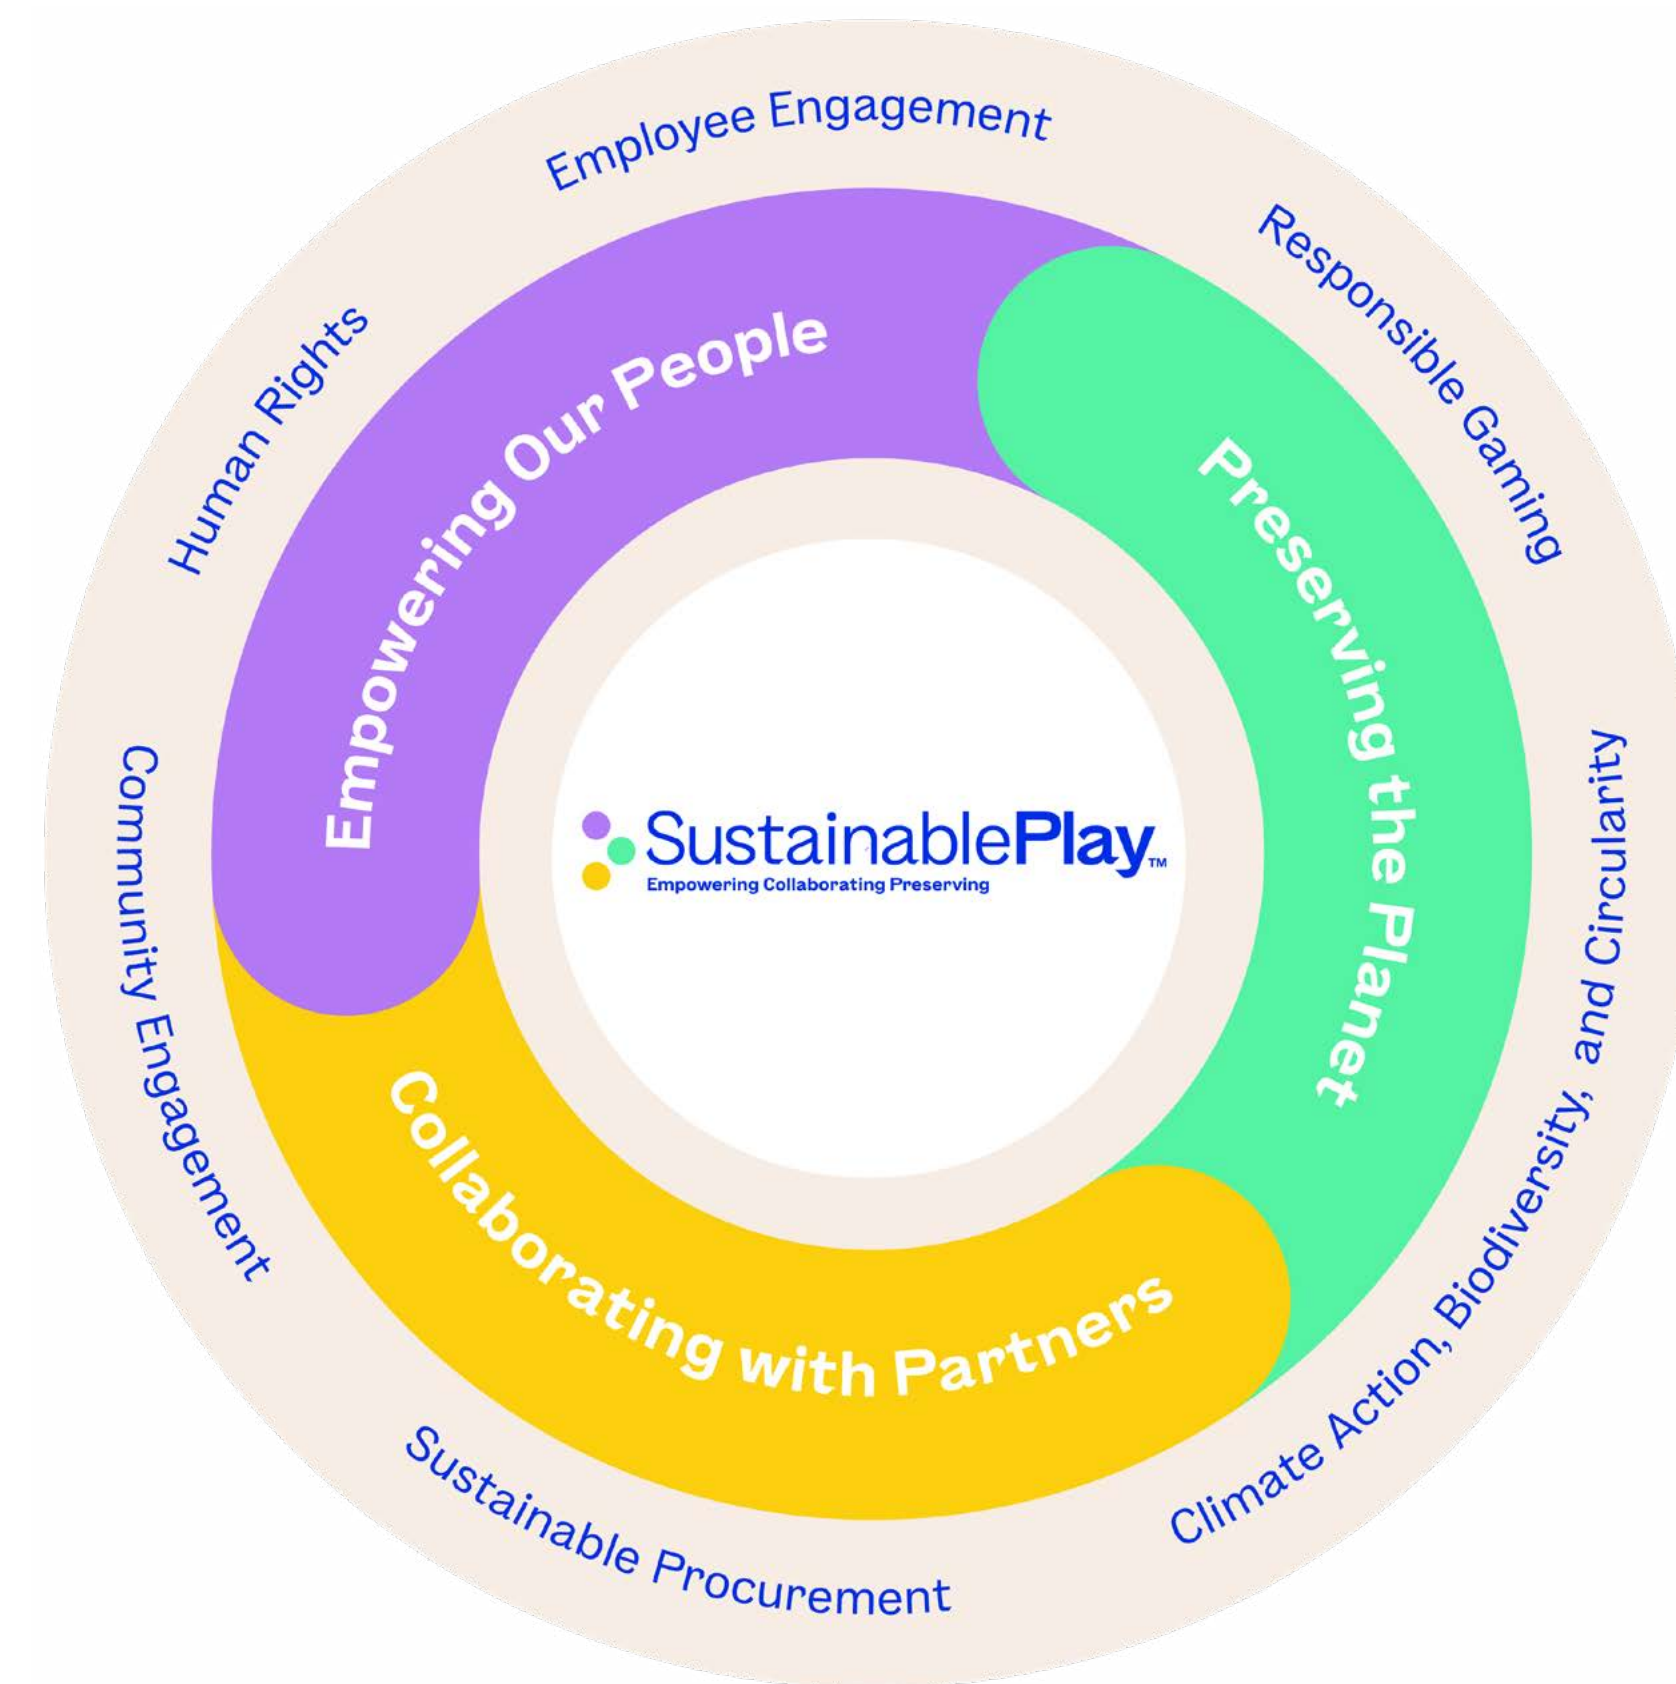 Employee Engagement
Responsible Gaming
Climate Action, Biodiversity, and Circularity
Sustainable Procurement
Community Engagement
Human Rights
Empowering Our People
Preserving the Planet
Collaborating with Partners
SustainablePlay™
Empowering Collaborating Preserving